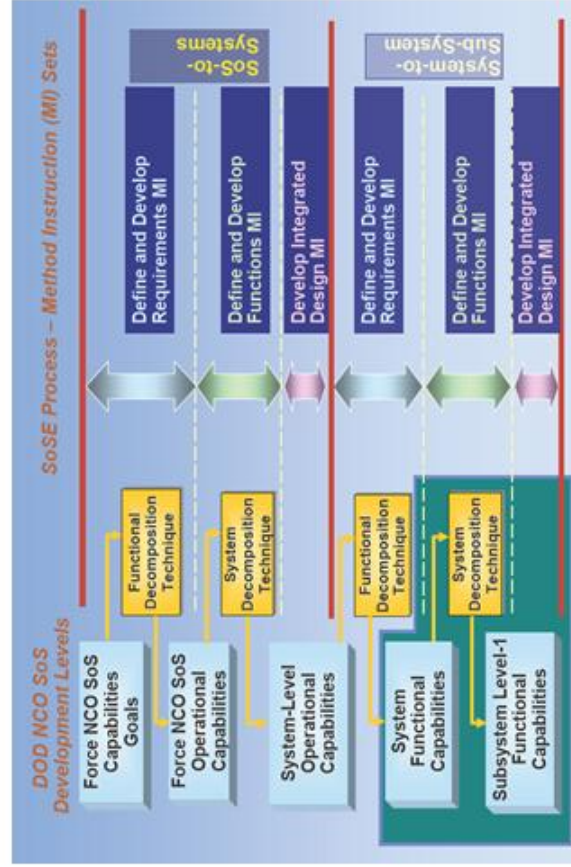 DOD NCO SoS
Development Levels
SoSE Process – Method Instruction (MI) Sets
Force NCO SoS
Capabilities
Goals
Functional
Decomposition
Technique
Define and Develop
Requirements MI
SoS-to-
Systems
Force NCO SoS
Operational
Capabilities
System
Decomposition
Technique
Define and Develop
Functions MI
System-Level
Operational
Capabilities
Develop Integrated
Design MI
Functional
Decomposition
Technique
Define and Develop
Requirements MI
System-to-
Sub-System
System
Functional
Capabilities
System
Decomposition
Technique
Define and Develop
Functions MI
Subsystem Level-1
Functional
Capabilities
Develop Integrated
Design MI